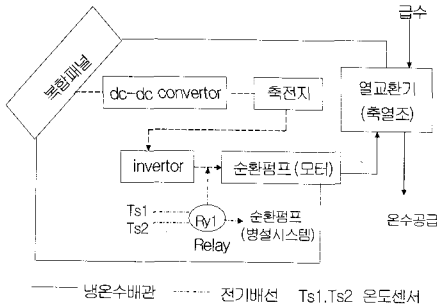 급수
복합패널
dc-dc convertor
축전지
열교환기
(축열조)
invertor
순환펌프(모터)
Ts1
Ts2
Ry1
Relay
순환펌프
(병설시스템)
온수공급
냉온수배관
전기배선
Ts1,Ts2 온도센서